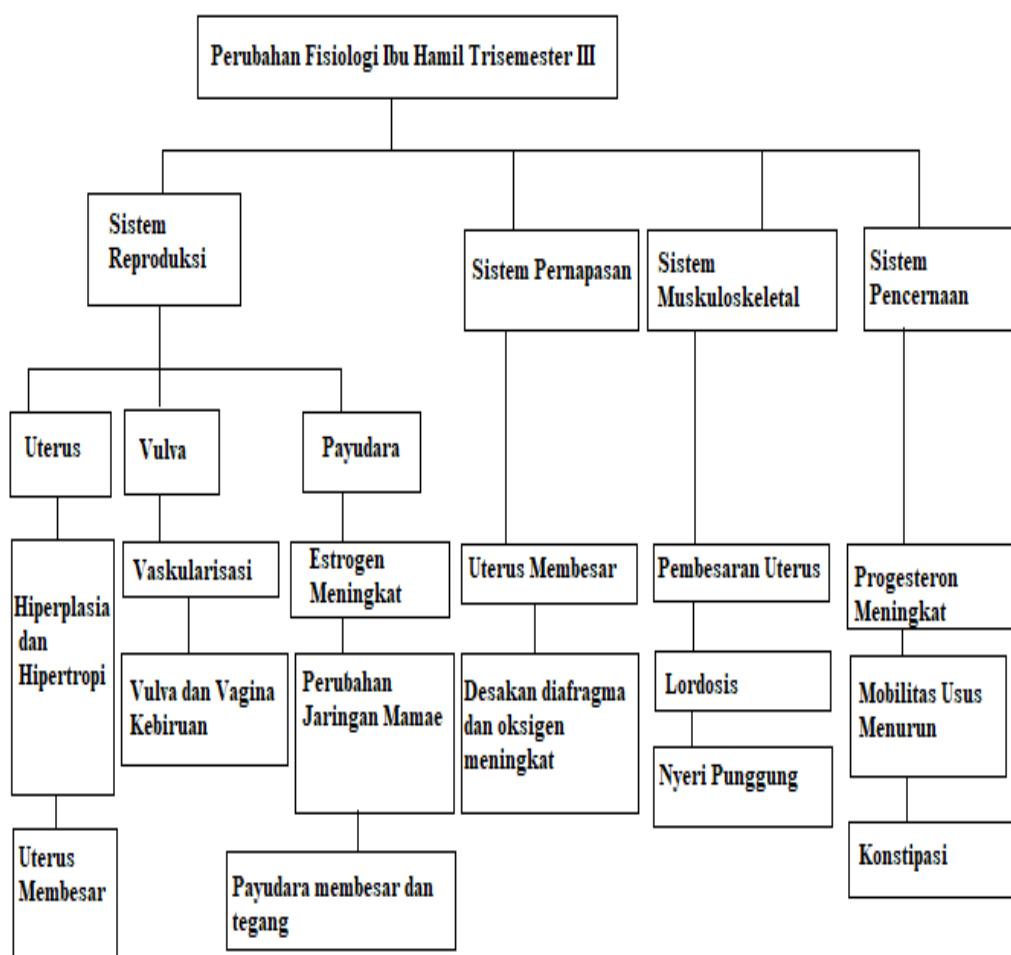 Perubahan Fisiologi Ibu Hamil Trisemester III
Sistem
Reproduksi
Sistem Pernapasan
Sistem
Muskuloskeletal
Sistem
Pencernaan
Uterus
Vulva
Payudara
Hiperplasia
dan
Hipertropi
Vaskularisasi
Estrogen
Meningkat
Uterus Membesar
Pembesaran Uterus
Progesteron
Meningkat
Vulva dan Vagina
Kebiruan
Perubahan
Jaringan Mamae
Desakan diafragma
dan oksigen
meningkat
Lordosis
Mobilitas Usus
Menurun
Nyeri Punggung
Uterus
Membesar
Payudara membesar dan
tegang
Konstipasi